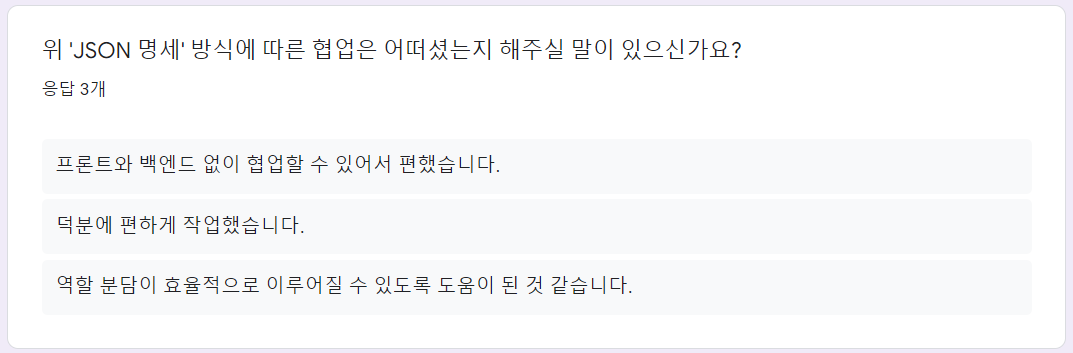 위 'JSON 명세' 방식에 따른 협업은 어떠셨는지 해주실 말이 있으신가요?
응답 3개
프론트와 백엔드 없이 협업할 수 있어서 편했습니다.
덕분에 편하게 작업했습니다.
역할 분담이 효율적으로 이루어질 수 있도록 도움이 된 것 같습니다.